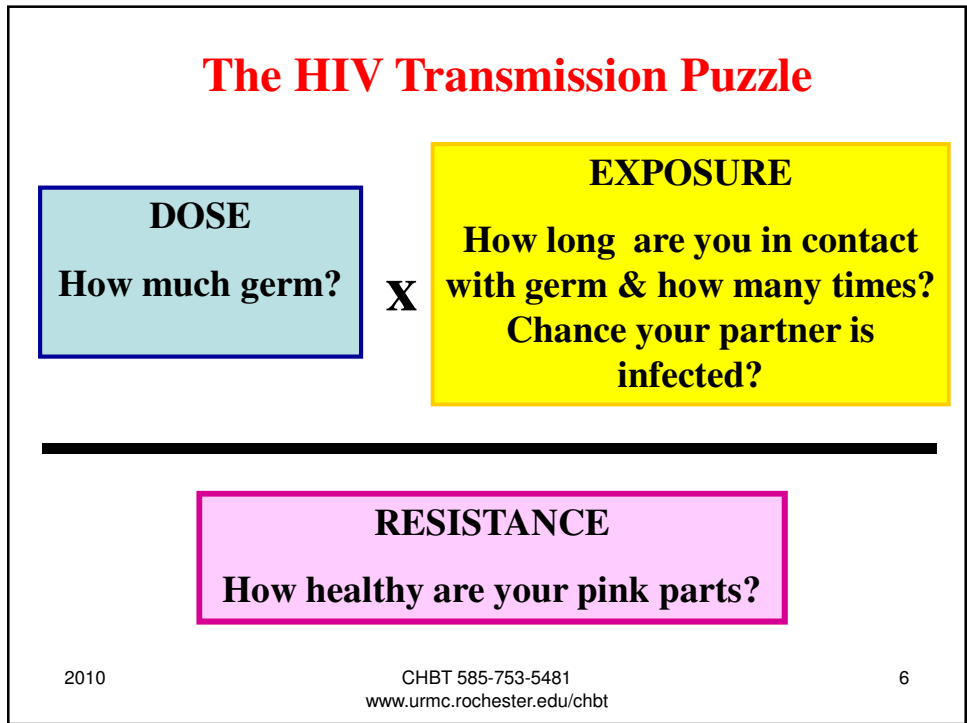 The HIV Transmission Puzzle
DOSE
How much germ?
x
EXPOSURE
How long are you in contact
with germ & how many times?
Chance your partner is
infected?
RESISTANCE
How healthy are your pink parts?
2010
CHBT 585-753-5481
www.urmc.rochester.edu/chbt
6